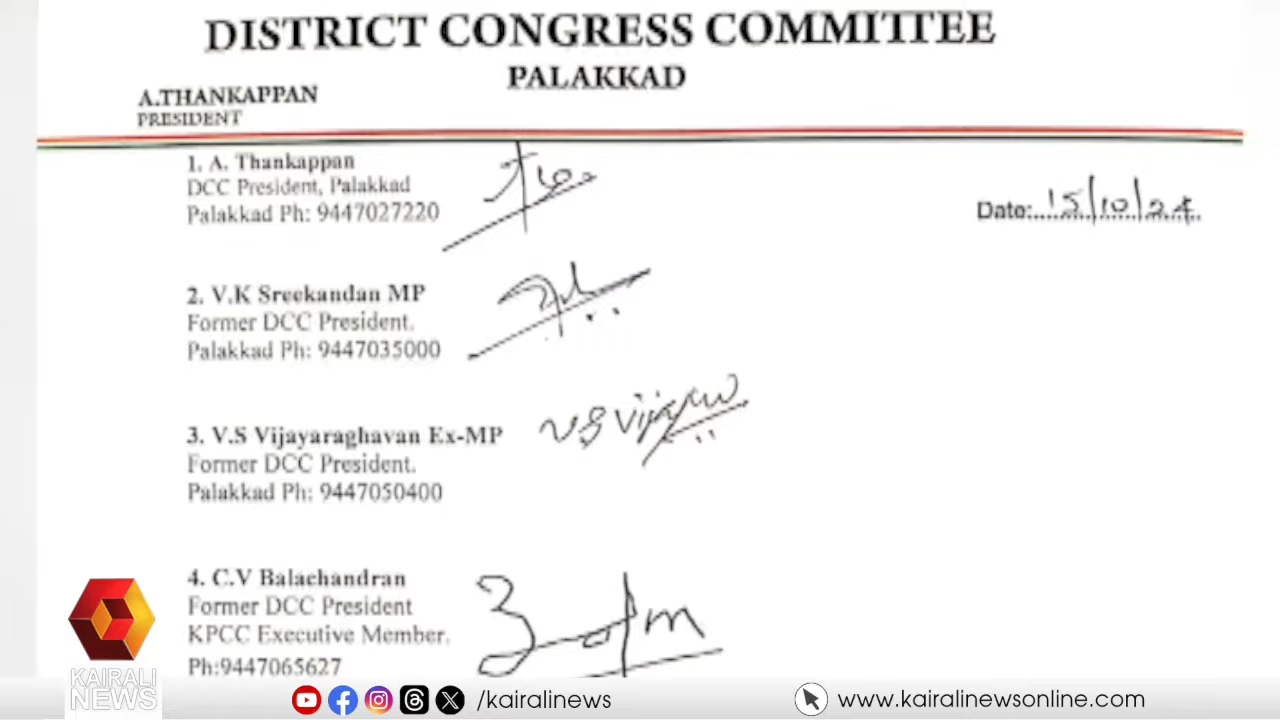 DISTRICT CONGRESS COMMITTEE
PALAKKAD
A.THANKAPPAN
PRESIDENT
1. A. Thankappan
DCC President, Palakkad
Palakkad Ph: 9447027220
Date:..15/10/24
2. V.K Sreekandan MP
Former DCC President.
Palakkad Ph: 9447035000
3. V.S Vijayaraghavan Ex-MP
Former DCC President.
Palakkad Ph: 9447050400
4. C.V Balachandran
Former DCC President
KPCC Executive Member.
Ph:9447065627
KAIRALI
NEWS
/kairalinews
www.kairalinewsonline.com